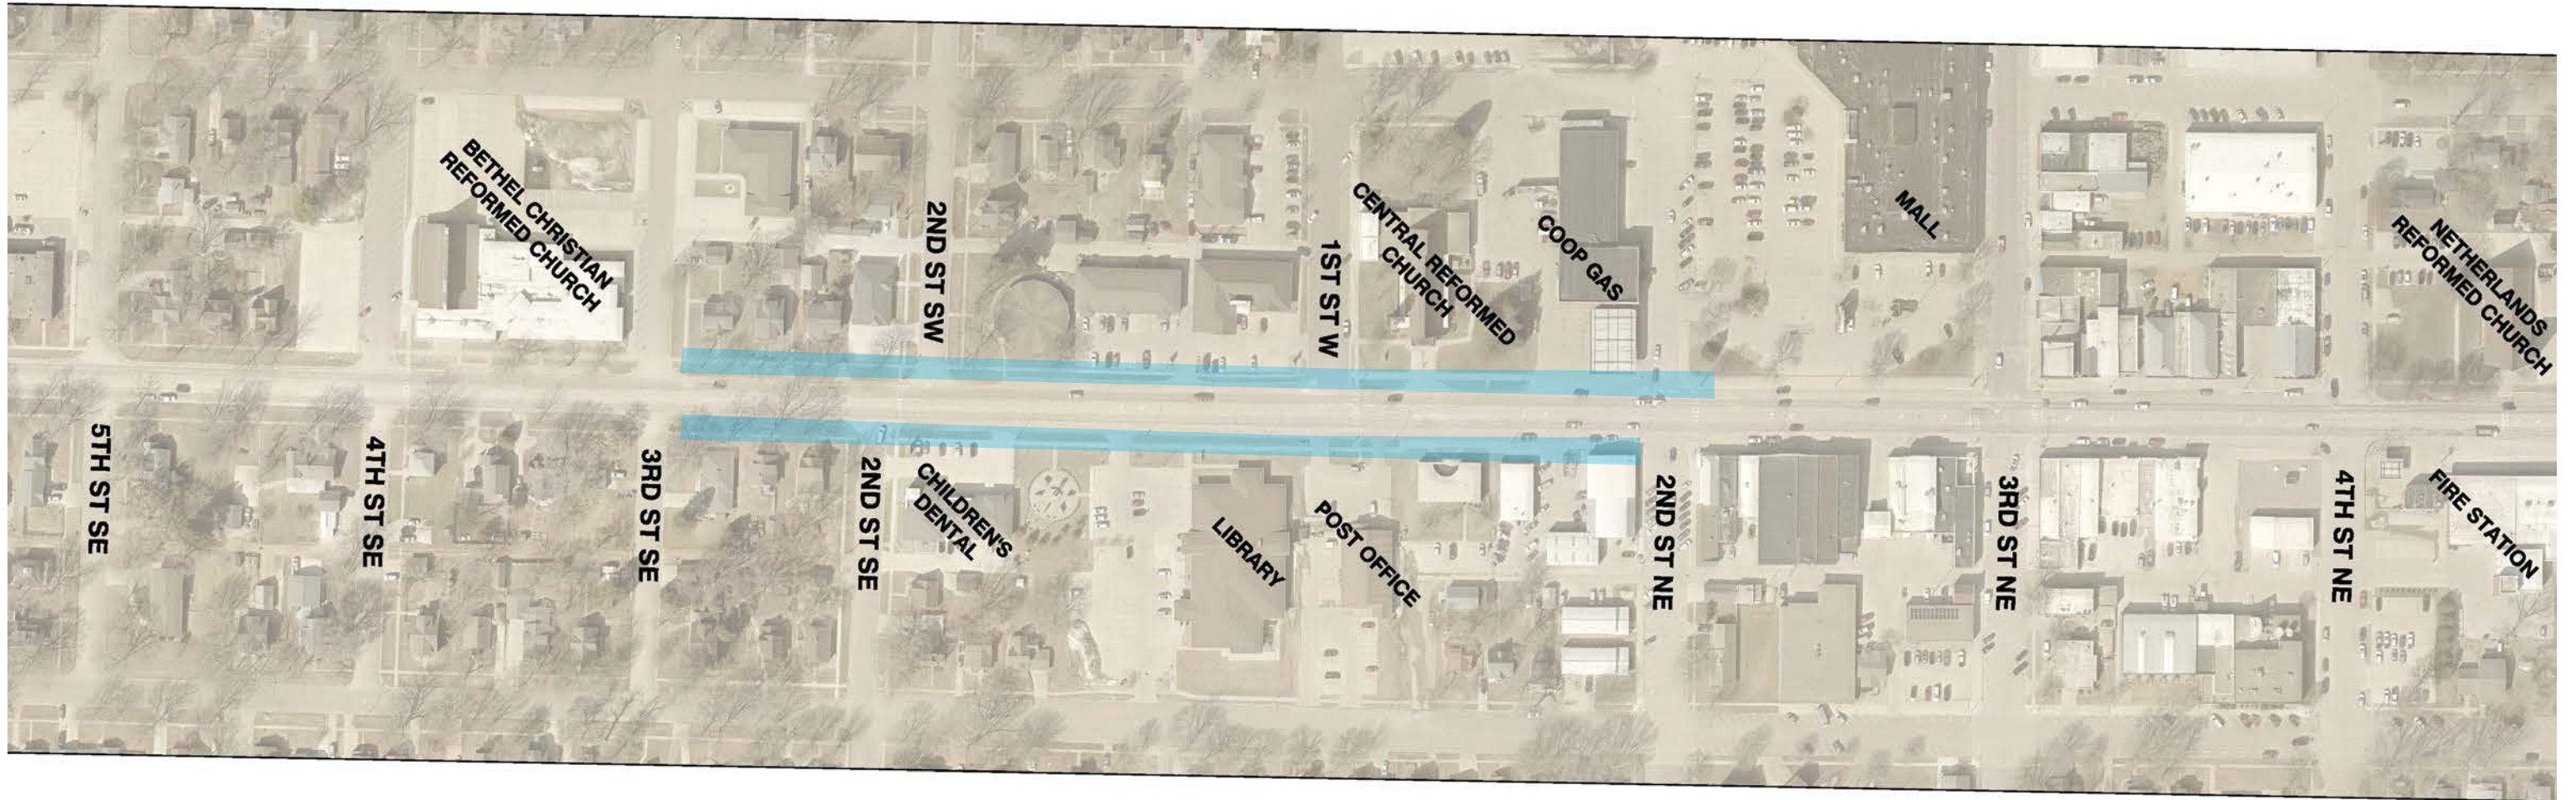 BETHEL CHRISTIAN
REFORMED CHURCH
2ND ST SW
1ST ST W
CENTRAL REFORMED
CHURCH
COOP GAS
MALL
NETHERLANDS
REFORMED CHURCH
5TH ST SE
4TH ST SE
3RD ST SE
2ND ST SE
CHILDREN'S
DENTAL
LIBRARY
POST OFFICE
2ND ST NE
3RD ST NE
4TH ST NE
FIRE STATION